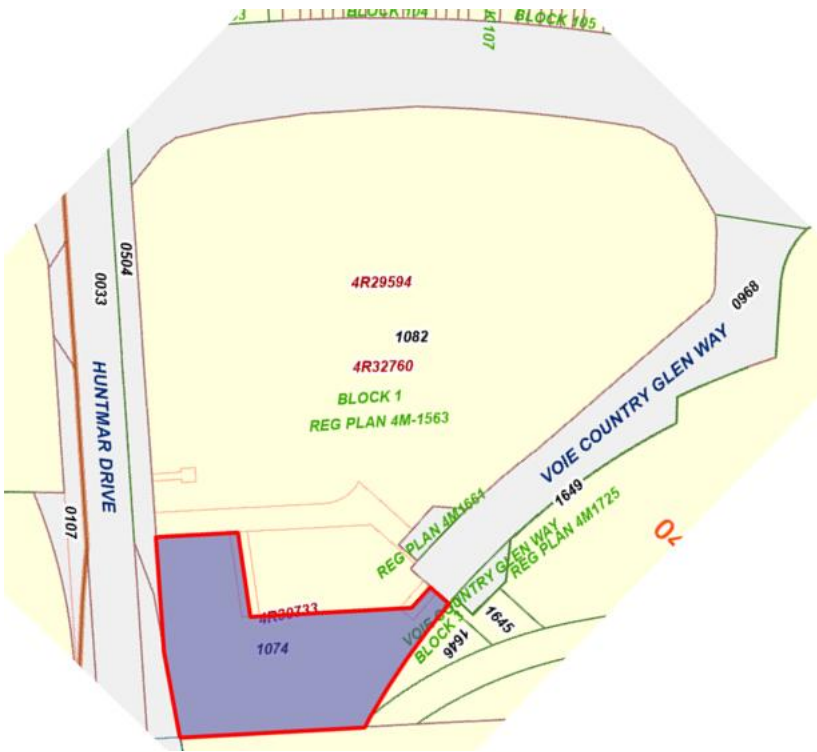 BLOCK 104
BLOCK 105
K 107
0504
0033
HUNTMAR DRIVE
0107
4R29594
1082
4R32760
BLOCK 1
REG PLAN 4M-1563
0968
VOIE COUNTRY GLEN WAY
1649
REG PLAN 4M1661
REG PLAN 4M1725
VOIE COUNTRY GLEN WAY
BLOCK 3
1645
1646
4R30733
1074